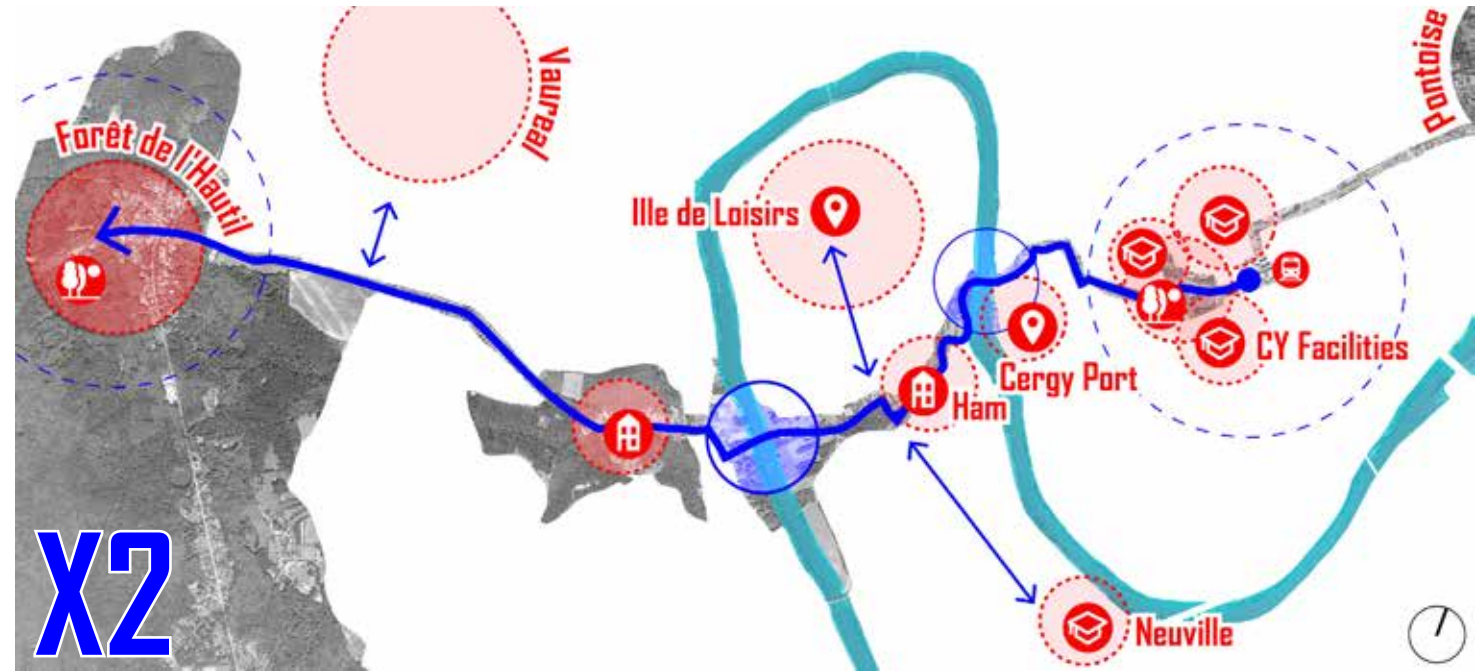 Pontoise
Vaureal
Forêt de l'Hautil
Ille de Loisirs
CY Facilities
Cergy Port
Ham
X2
Neuville